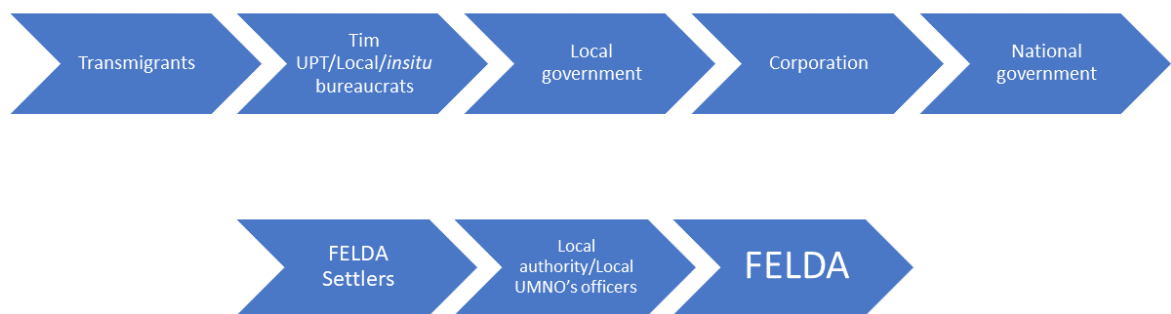 Transmigrants
Tim
UPT/Local/insitu
bureaucrats
Local
government
Corporation
National
government
FELDA
Settlers
Local
authority/Local
UMNO's officers
FELDA